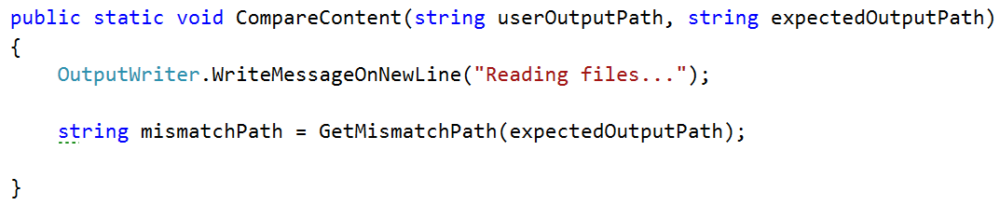 public static void CompareContent(string userOutputPath, string expectedOutputPath)
{
    OutputWriter.WriteMessageOnNewLine("Reading files...");
    string mismatchPath = GetMismatchPath(expectedOutputPath);
}